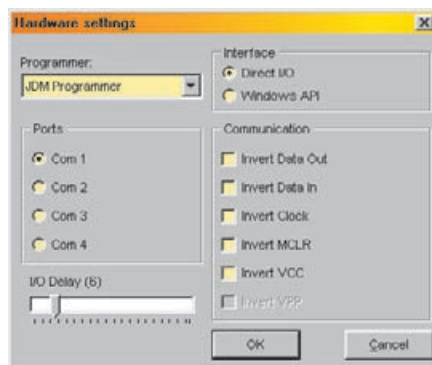 Hardware settings
Programmer:
JDM Programmer
Interface
Direct I/O
Windows API
Ports
Com 1
Com 2
Com 3
Com 4
I/O Delay (6)
Communication
Invert Data Out
Invert Data In
Invert Clock
Invert MCLR
Invert VCC
Invert VPP
OK
Cancel